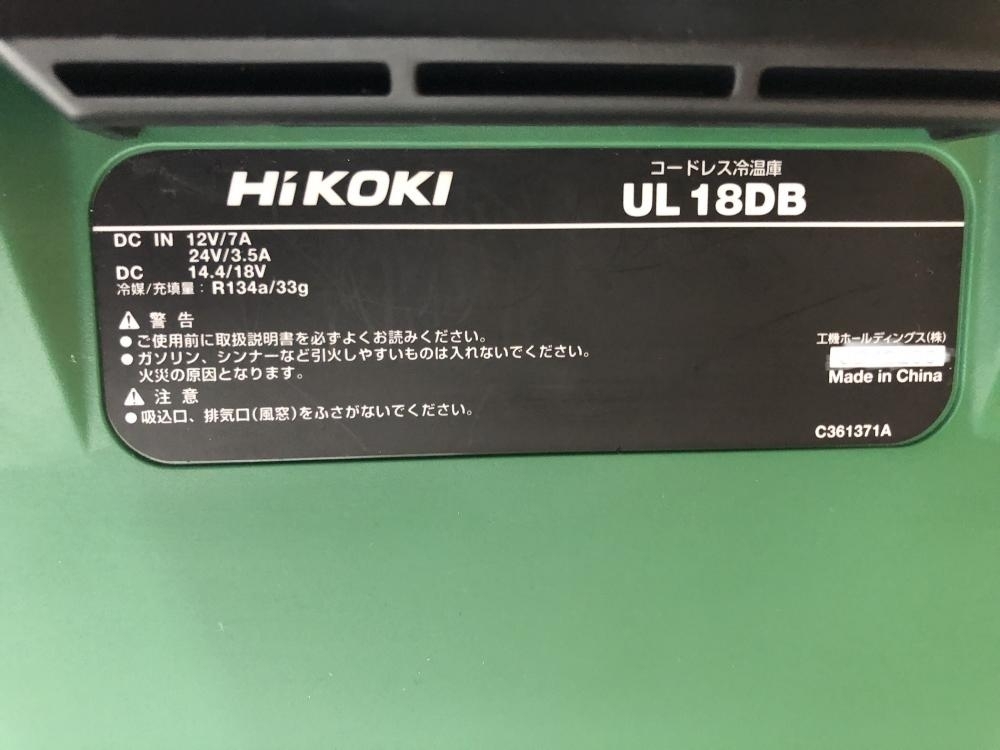 HiKOKI
コードレス冷温庫
UL 18DB
DC IN 12V/7A
24V/3.5A
DC 14.4/18V
冷媒/充填量：R134a/33g
警告
●ご使用前に取扱説明書を必ずよくお読みください。
●ガソリン、シンナーなど引火しやすいものは入れないでください。
火災の原因となります。
注意
●吸込口、排気口(風窓)をふさがないでください。
工機ホールディングス(株)
Made in China
C361371A